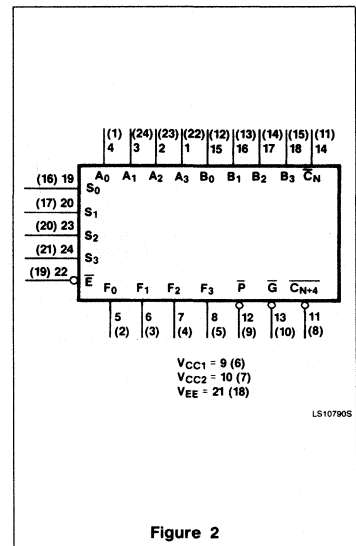 (1) (24) (23) (22) (12) (13) (14) (15) (11)
4 3 2 1 15 16 17 18 14
A0 A1 A2 A3 B0 B1 B2 B3 C̅N
(16) 19 S0
(17) 20 S1
(20) 23 S2
(21) 24 S3
(19) 22 E̅
F0 F1 F2 F3 P̅ G̅ C̅N̅+̅4̅
5 6 7 8 12 13 11
(2) (3) (4) (5) (9) (10) (8)
VCC1 = 9 (6)
VCC2 = 10 (7)
VEE = 21 (18)
LS10790S
Figure 2